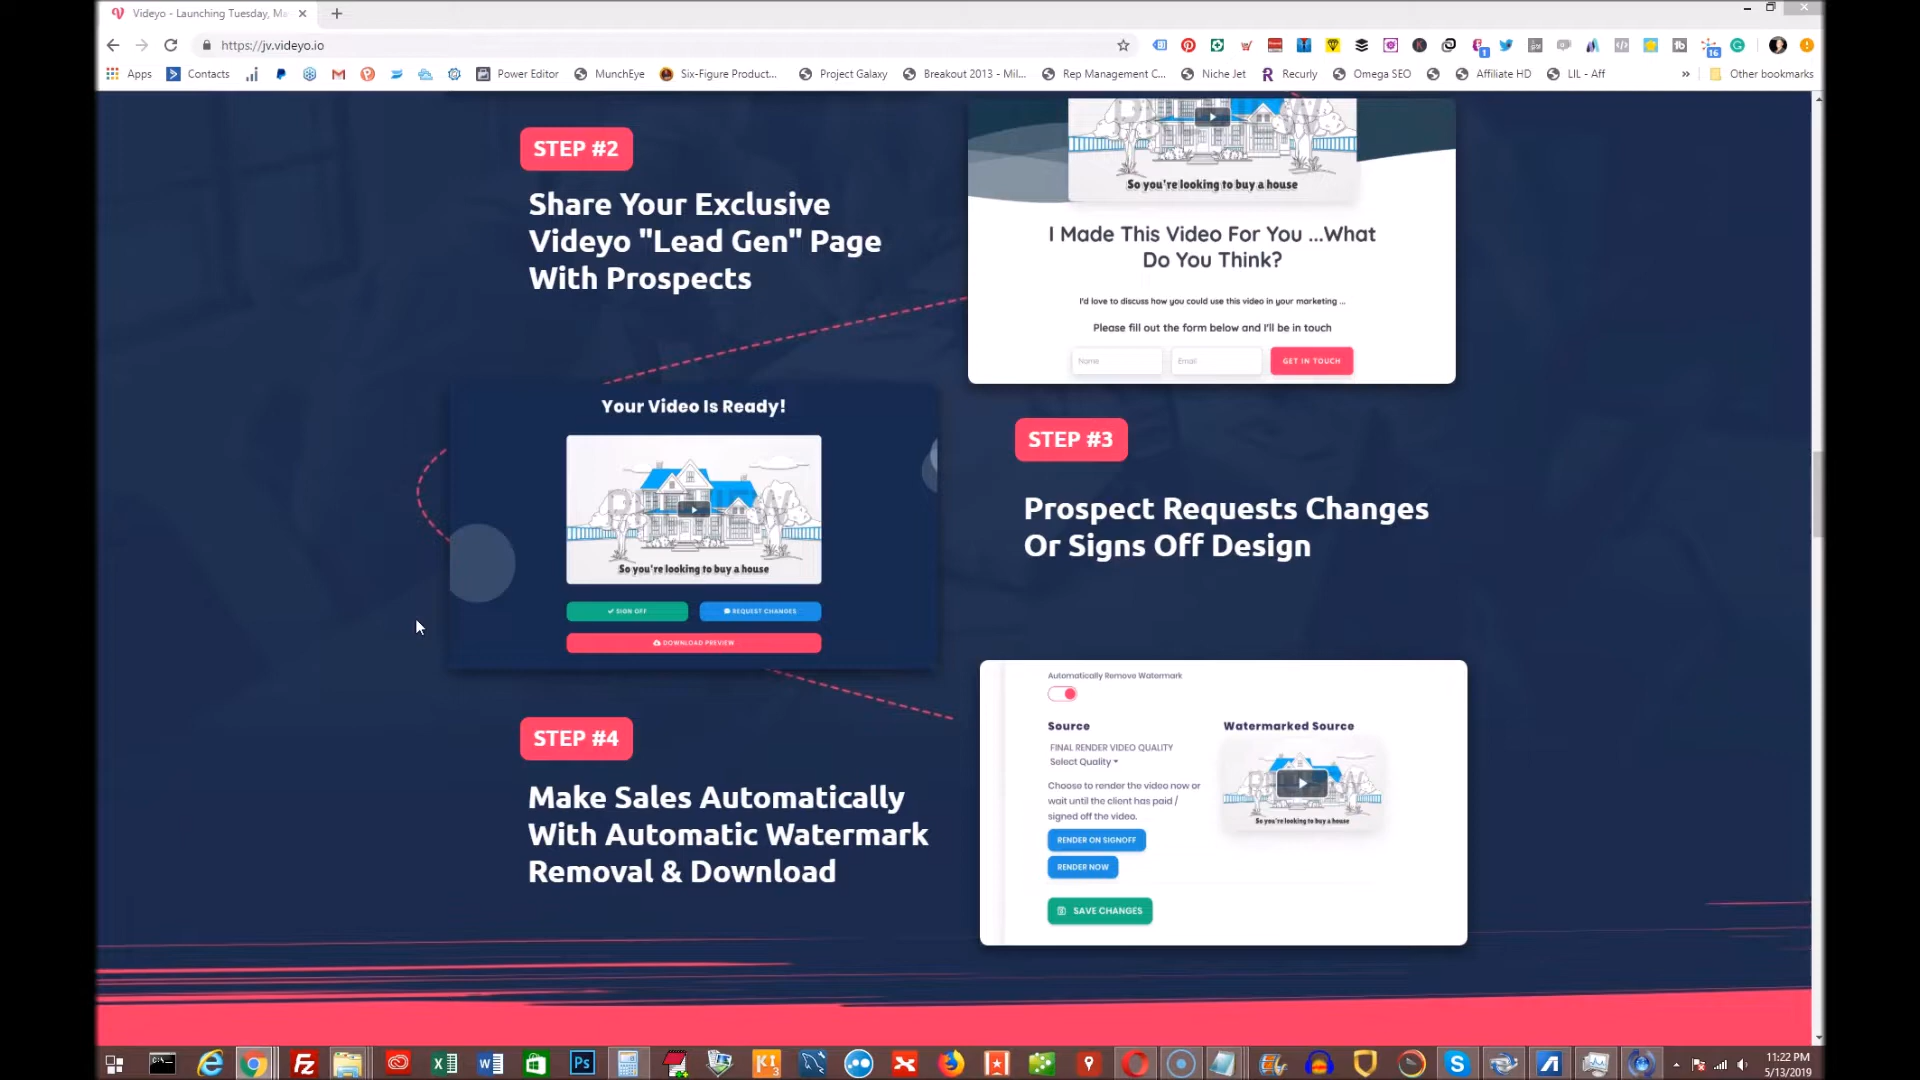 Videyo - Launching Tuesday, Ma
https://jv.videyo.io
Apps
Contacts
Power Editor
MunchEye
Six-Figure Product...
Project Galaxy
Breakout 2013 - Mil...
Rep Management C...
Niche Jet
Recurly
Omega SEO
Affiliate HD
LIL - Aff
»
Other bookmarks
STEP #2
Share Your Exclusive
Videyo "Lead Gen" Page
With Prospects
So you're looking to buy a house
I Made This Video For You ...What
Do You Think?
I'd love to discuss how you could use this video in your marketing ...
Please fill out the form below and I'll be in touch
Name
Email
GET IN TOUCH
Your Video Is Ready!
PREVIEW
So you're looking to buy a house
SIGN OFF
REQUEST CHANGES
DOWNLOAD PREVIEW
STEP #3
Prospect Requests Changes
Or Signs Off Design
STEP #4
Make Sales Automatically
With Automatic Watermark
Removal & Download
Automatically Remove Watermark
Source
FINAL RENDER VIDEO QUALITY
Select Quality
Choose to render the video now or
wait until the client has paid /
signed off the video.
RENDER ON SIGNOFF
RENDER NOW
SAVE CHANGES
Watermarked Source
So you're looking to buy a house
11:22 PM
5/13/2019